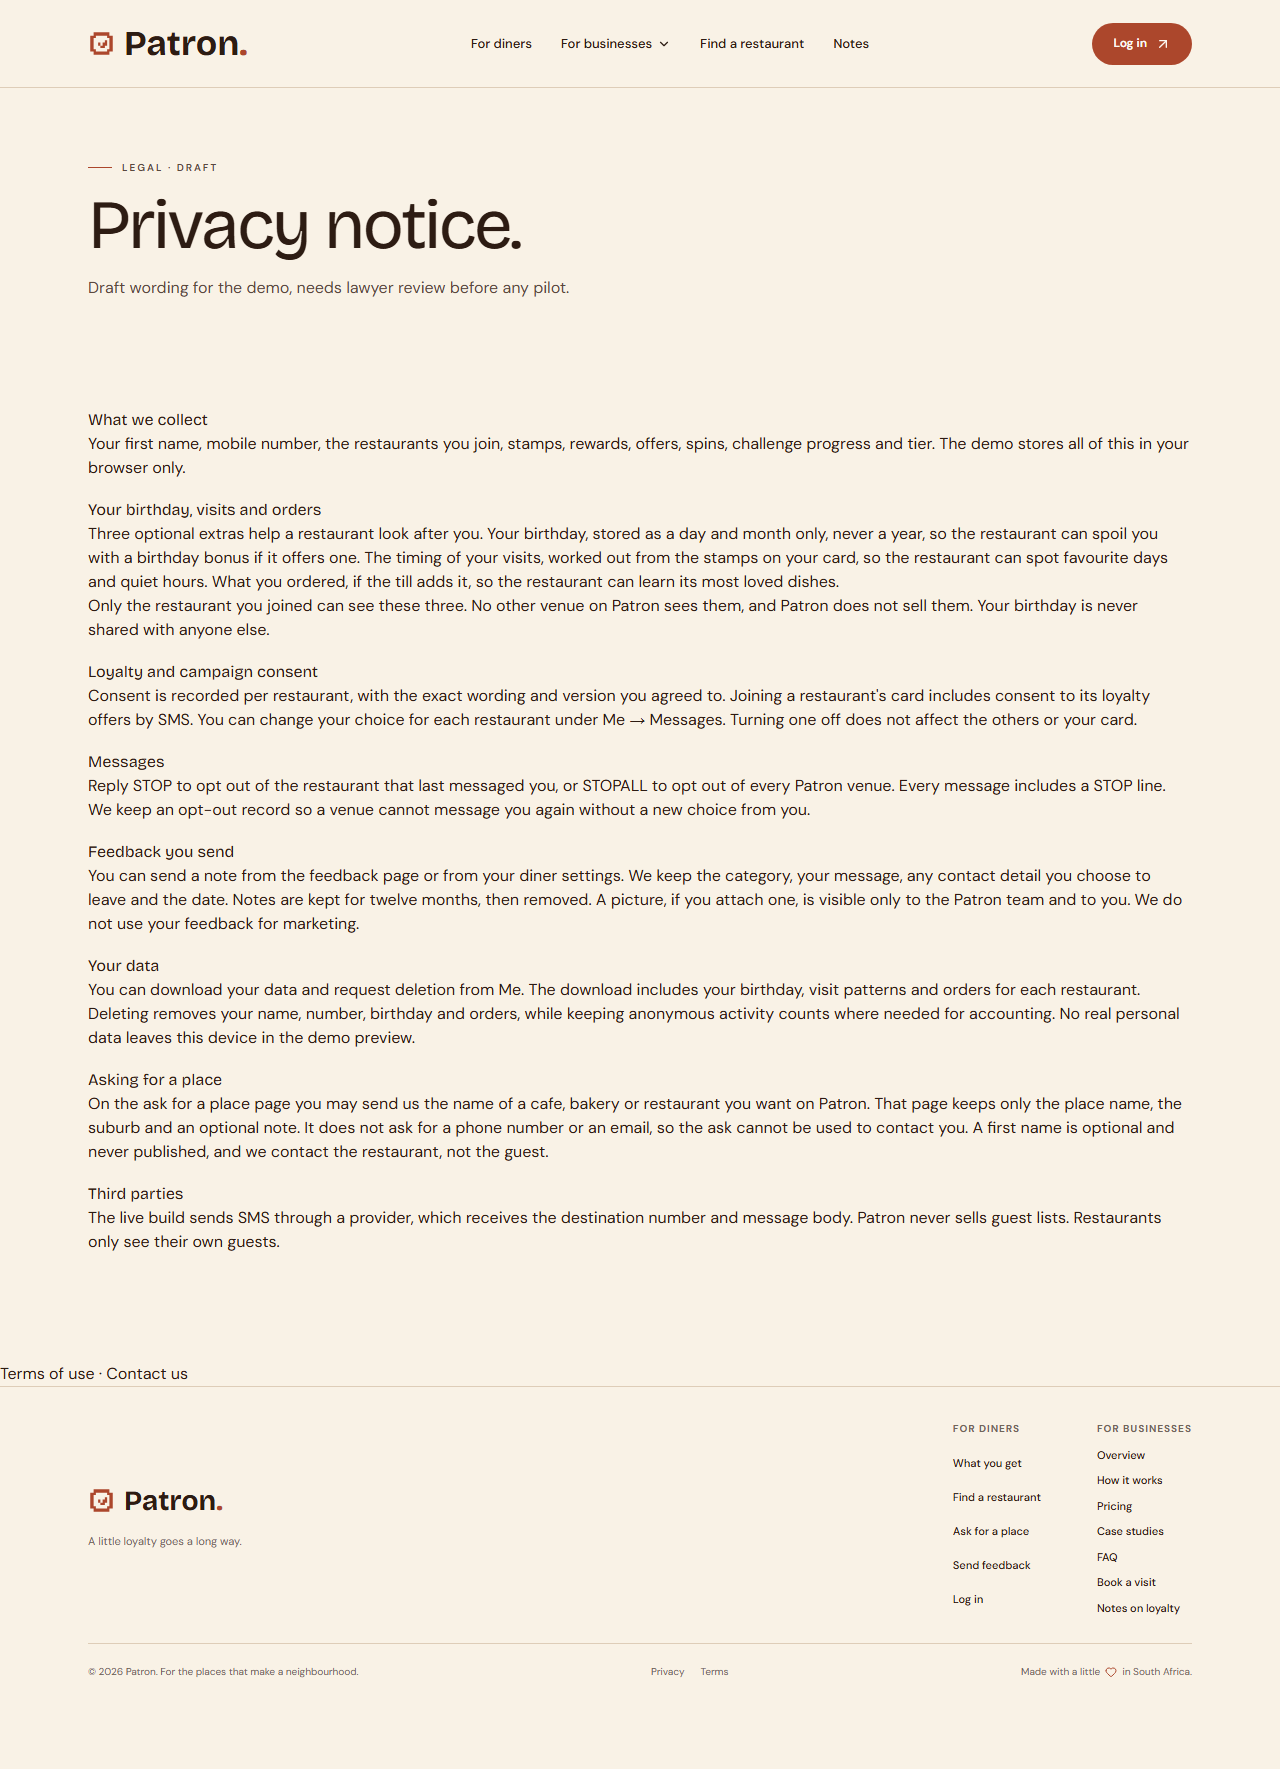 Patron.
For diners
For businesses
Find a restaurant
Notes
Log in
LEGAL · DRAFT
Privacy notice.
Draft wording for the demo, needs lawyer review before any pilot.
What we collect
Your first name, mobile number, the restaurants you join, stamps, rewards, offers, spins, challenge progress and tier. The demo stores all of this in your
browser only.
Your birthday, visits and orders
Three optional extras help a restaurant look after you. Your birthday, stored as a day and month only, never a year, so the restaurant can spoil you
with a birthday bonus if it offers one. The timing of your visits, worked out from the stamps on your card, so the restaurant can spot favourite days
and quiet hours. What you ordered, if the till adds it, so the restaurant can learn its most loved dishes.
Only the restaurant you joined can see these three. No other venue on Patron sees them, and Patron does not sell them. Your birthday is never
shared with anyone else.
Loyalty and campaign consent
Consent is recorded per restaurant, with the exact wording and version you agreed to. Joining a restaurant's card includes consent to its loyalty
offers by SMS. You can change your choice for each restaurant under Me → Messages. Turning one off does not affect the others or your card.
Messages
Reply STOP to opt out of the restaurant that last messaged you, or STOPALL to opt out of every Patron venue. Every message includes a STOP line.
We keep an opt-out record so a venue cannot message you again without a new choice from you.
Feedback you send
You can send a note from the feedback page or from your diner settings. We keep the category, your message, any contact detail you choose to
leave and the date. Notes are kept for twelve months, then removed. A picture, if you attach one, is visible only to the Patron team and to you. We do
not use your feedback for marketing.
Your data
You can download your data and request deletion from Me. The download includes your birthday, visit patterns and orders for each restaurant.
Deleting removes your name, number, birthday and orders, while keeping anonymous activity counts where needed for accounting. No real personal
data leaves this device in the demo preview.
Asking for a place
On the ask for a place page you may send us the name of a cafe, bakery or restaurant you want on Patron. That page keeps only the place name, the
suburb and an optional note. It does not ask for a phone number or an email, so the ask cannot be used to contact you. A first name is optional and
never published, and we contact the restaurant, not the guest.
Third parties
The live build sends SMS through a provider, which receives the destination number and message body. Patron never sells guest lists. Restaurants
only see their own guests.
Terms of use · Contact us
Patron.
A little loyalty goes a long way.
FOR DINERS
What you get
Find a restaurant
Ask for a place
Send feedback
Log in
FOR BUSINESSES
Overview
How it works
Pricing
Case studies
FAQ
Book a visit
Notes on loyalty
© 2026 Patron. For the places that make a neighbourhood.
Privacy
Terms
Made with a little ♡ in South Africa.